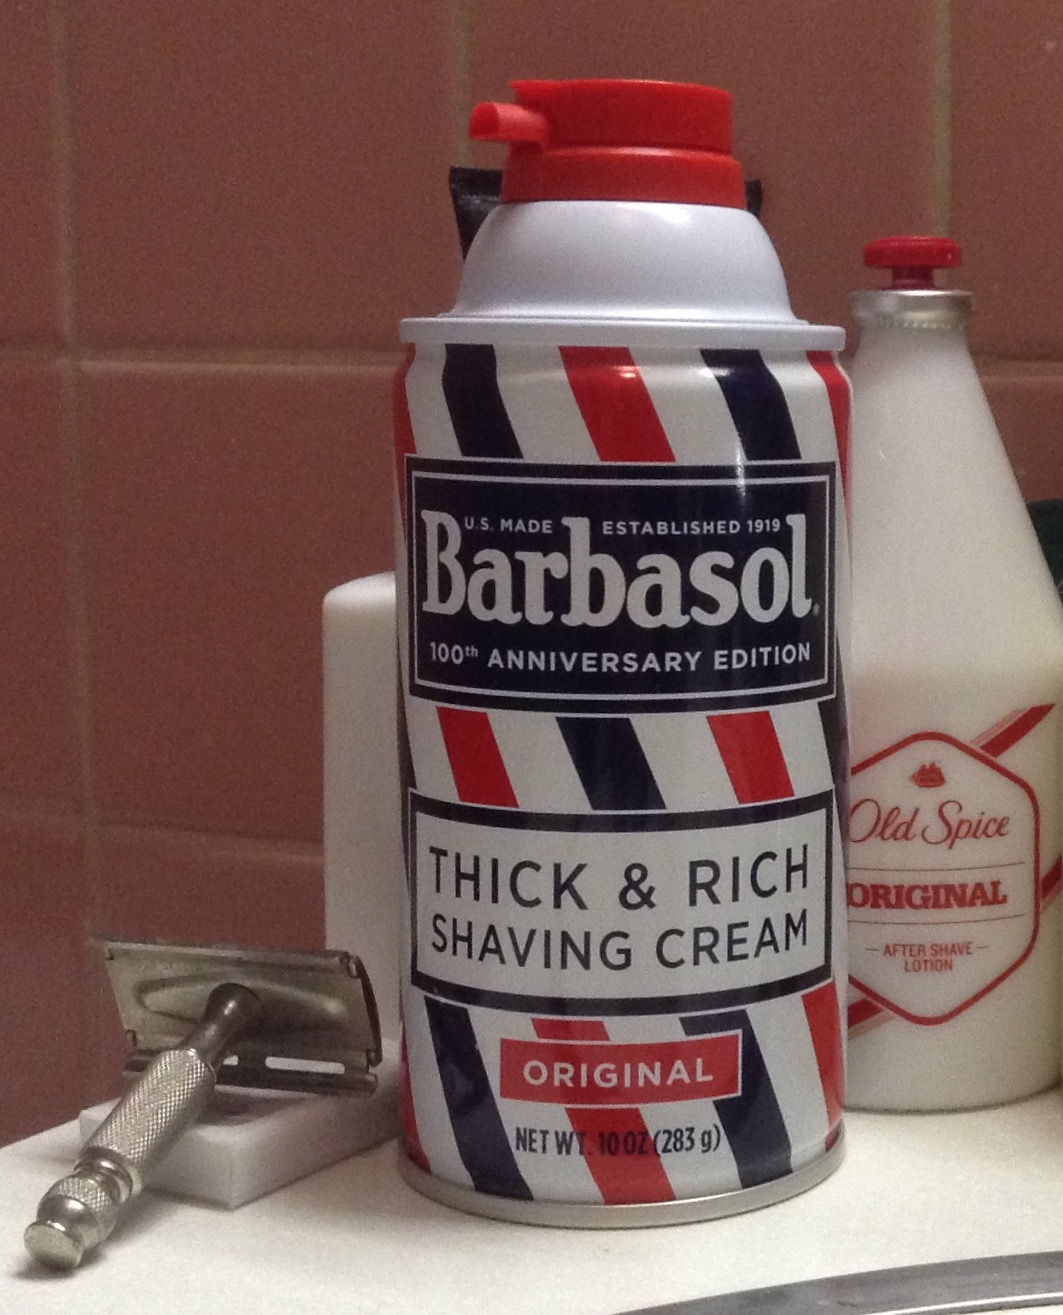 U.S. MADE ESTABLISHED 1919
Barbasol®
100th ANNIVERSARY EDITION
THICK & RICH
SHAVING CREAM
ORIGINAL
NET WT. 10 OZ (283 g)
Old Spice
ORIGINAL
AFTER SHAVE
LOTION